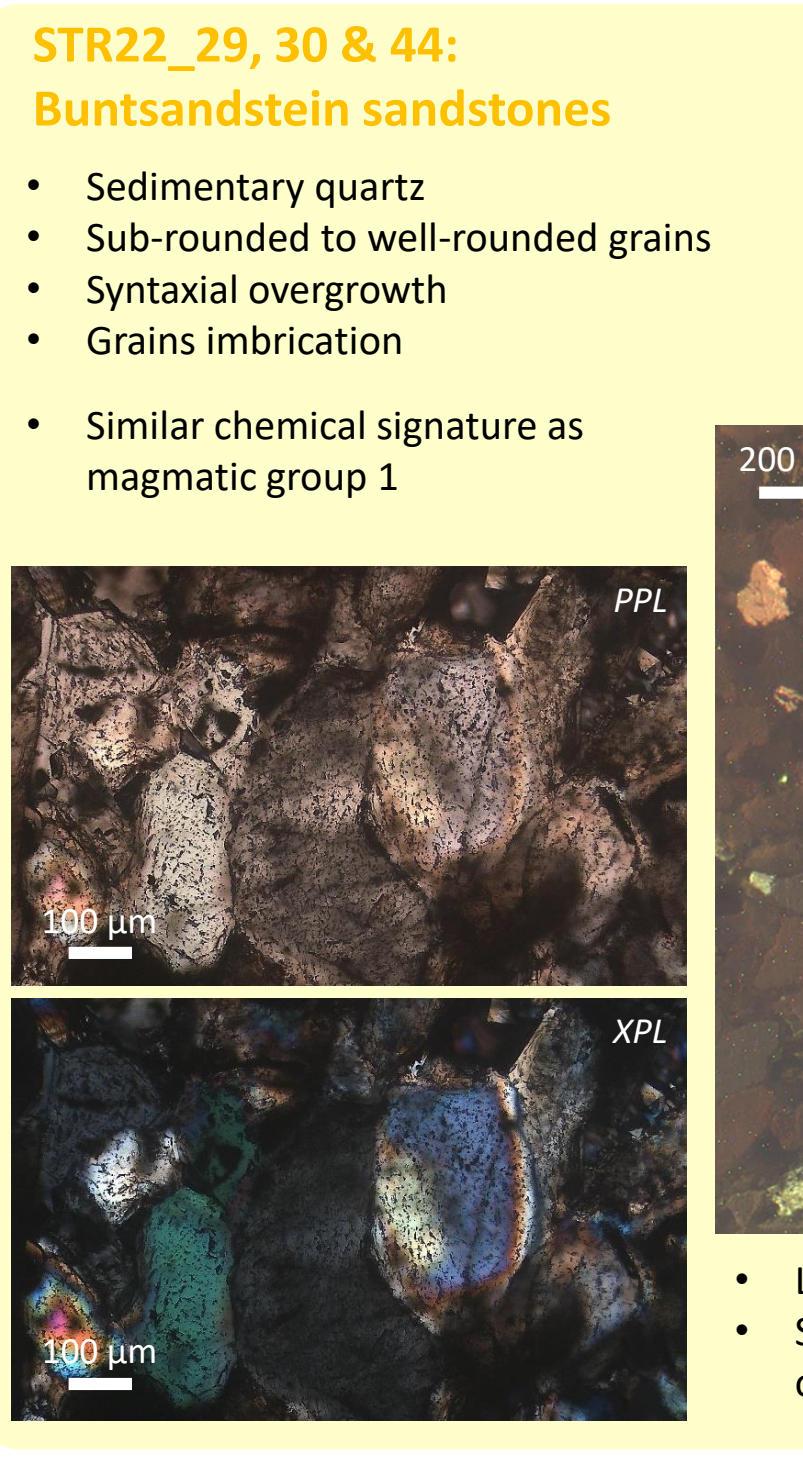 STR22_29, 30 & 44:
Buntsandstein sandstones
• Sedimentary quartz
• Sub-rounded to well-rounded grains
• Syntaxial overgrowth
• Grains imbrication
• Similar chemical signature as
magmatic group 1
200
PPL
100 µm
XPL
100 µm